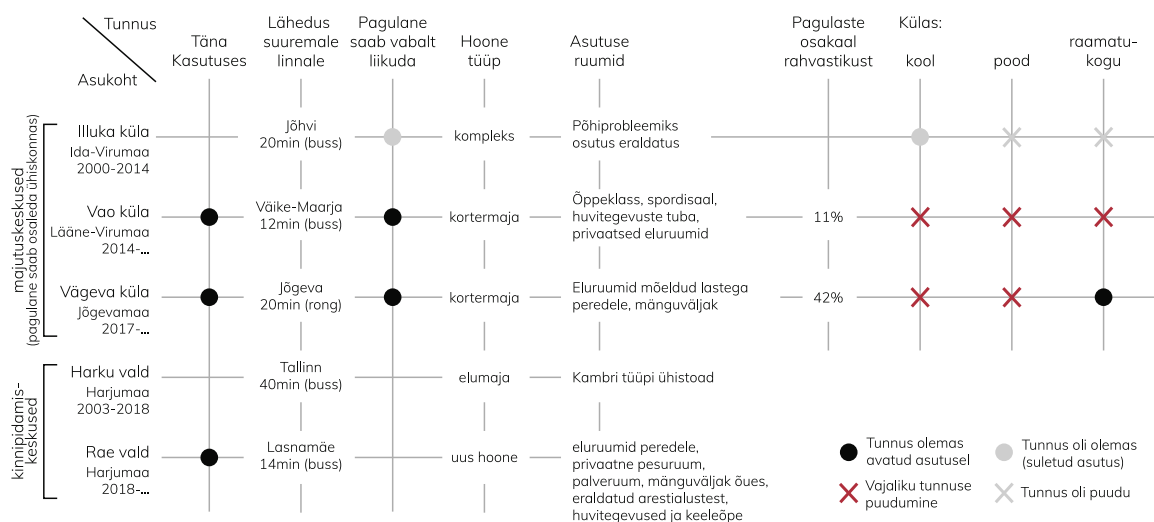 Tunnus
Asukoht
Täna
Kasutuses
Lähedus
suuremale
linnale
Pagulane
saab vabalt
liikuda
Hoone
tüüp
Asutuse
ruumid
Pagulaste
osakaal
rahvastikust
Külas:
kool
pood
raamatu-
kogu
majutuskeskused
(pagulane saab osaleda ühiskonnas)
Illuka küla
Ida-Virumaa
2000-2014
Jõhvi
20min (buss)
kompleks
Põhiprobleemiks
osutus eraldatus
Vao küla
Lääne-Virumaa
2014-...
Väike-Maarja
12min (buss)
kortermaja
Õppeklass, spordisaal,
huvitegevuste tuba,
privaatsed eluruumid
11%
Vägeva küla
Jõgevamaa
2017-...
Jõgeva
20min (rong)
kortermaja
Eluruumid mõeldud lastega
peredele, mänguväljak
42%
kinnipidamis-
keskused
Harku vald
Harjumaa
2003-2018
Tallinn
40min (buss)
elumaja
Kambri tüüpi ühistoad
Rae vald
Harjumaa
2018-...
Lasnamäe
14min (buss)
uus hoone
eluruumid peredele,
privaatne pesuruum,
palveruum, mänguväljak õues,
eraldatud arestialustest,
huvitegevused ja keeleõpe
Tunnus olemas
avatud asutusel
Tunnus oli olemas
(suletud asutus)
Vajaliku tunnuse
puudumine
Tunnus oli puudu